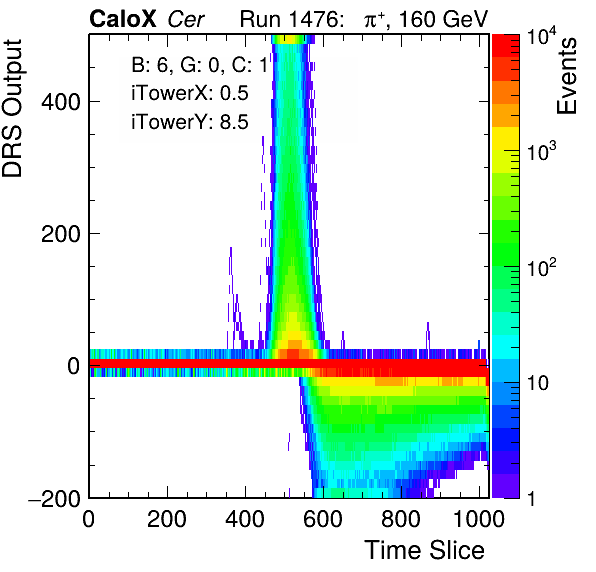 CaloX Cer Run 1476: π⁺, 160 GeV
B: 6, G: 0, C: 1
iTowerX: 0.5
iTowerY: 8.5
DRS Output
400
200
0
−200
0 200 400 600 800 1000
Time Slice
Events
10⁴
10³
10²
10
1